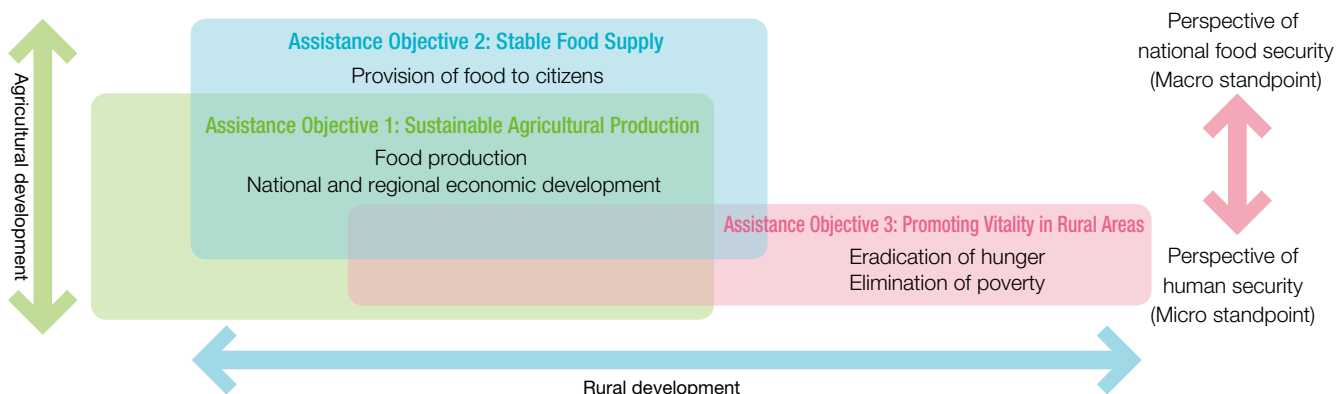 Agricultural development
Assistance Objective 2: Stable Food Supply
Provision of food to citizens
Assistance Objective 1: Sustainable Agricultural Production
Food production
National and regional economic development
Assistance Objective 3: Promoting Vitality in Rural Areas
Eradication of hunger
Elimination of poverty
Perspective of
national food security
(Macro standpoint)
Perspective of
human security
(Micro standpoint)
Rural development